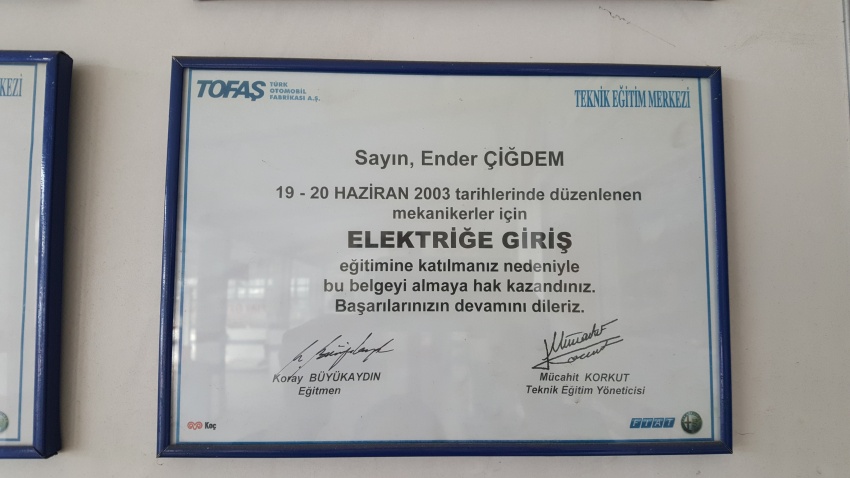 KEZİ
TOFAŞ
TÜRK
OTOMOBİL
FABRİKASI A.Ş.
TEKNİK EĞİTİM MERKEZİ
Sayın, Ender ÇİĞDEM
19 - 20 HAZİRAN 2003 tarihlerinde düzenlenen
mekanikerler için
ELEKTRİĞE GİRİŞ
eğitimine katılmanız nedeniyle
bu belgeyi almaya hak kazandınız.
Başarılarınızın devamını dileriz.
Koray BÜYÜKAYDIN
Eğitmen
Mücahit KORKUT
Teknik Eğitim Yöneticisi
Koç
FIAT